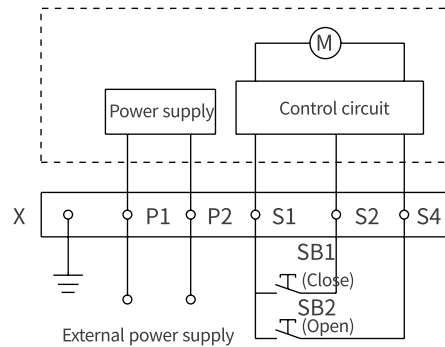 M
Power supply
Control circuit
X P1 P2 S1 S2 S4
SB1
(Close)
SB2
(Open)
External power supply